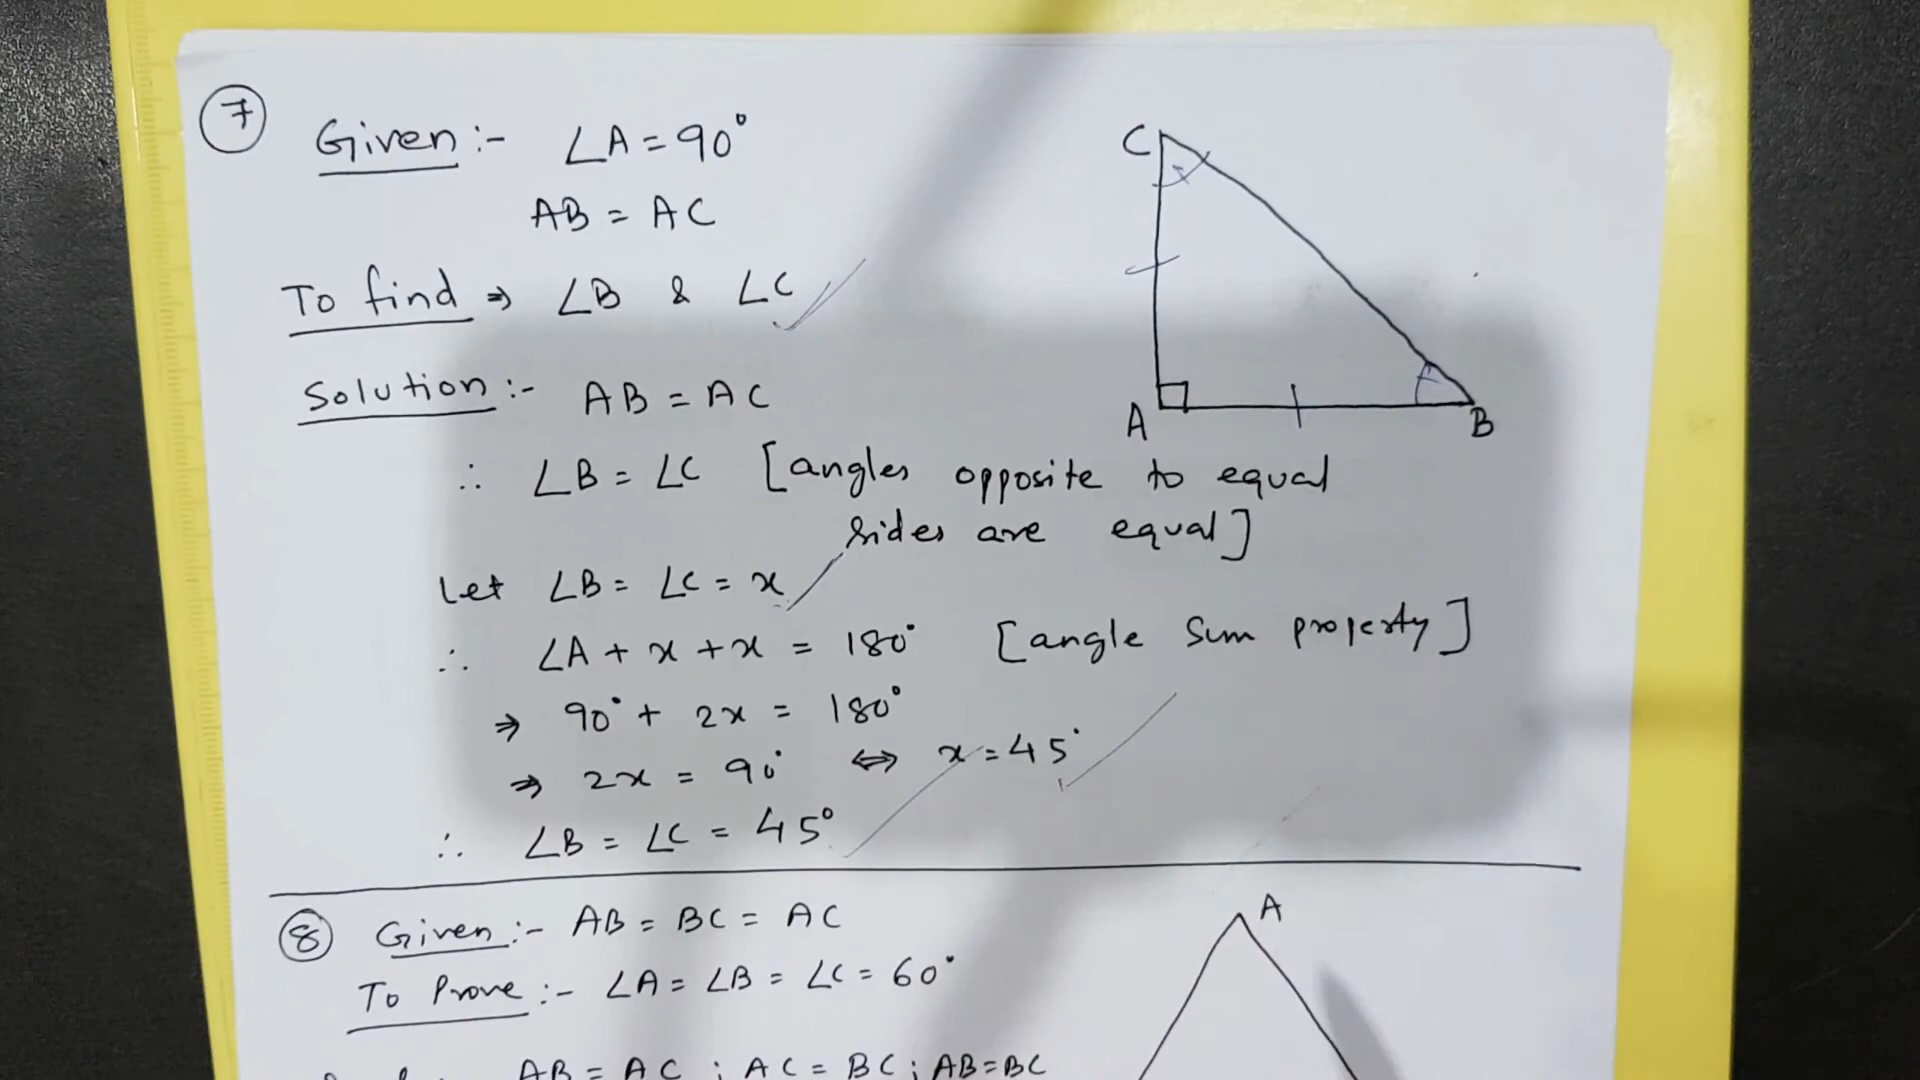 7
Given :- ∠A = 90°
AB = AC
To find ⇒ ∠B & ∠C
Solution :- AB = AC
∴ ∠B = ∠C [angles opposite to equal
sides are equal]
Let ∠B = ∠C = x
∴ ∠A + x + x = 180° [angle sum property]
⇒ 90° + 2x = 180°
⇒ 2x = 90° ⇔ x = 45°
∴ ∠B = ∠C = 45°
C
A
B
8 Given :- AB = BC = AC
To Prove :- ∠A = ∠B = ∠C = 60°
AB = AC ; AC = BC ; AB = BC
A